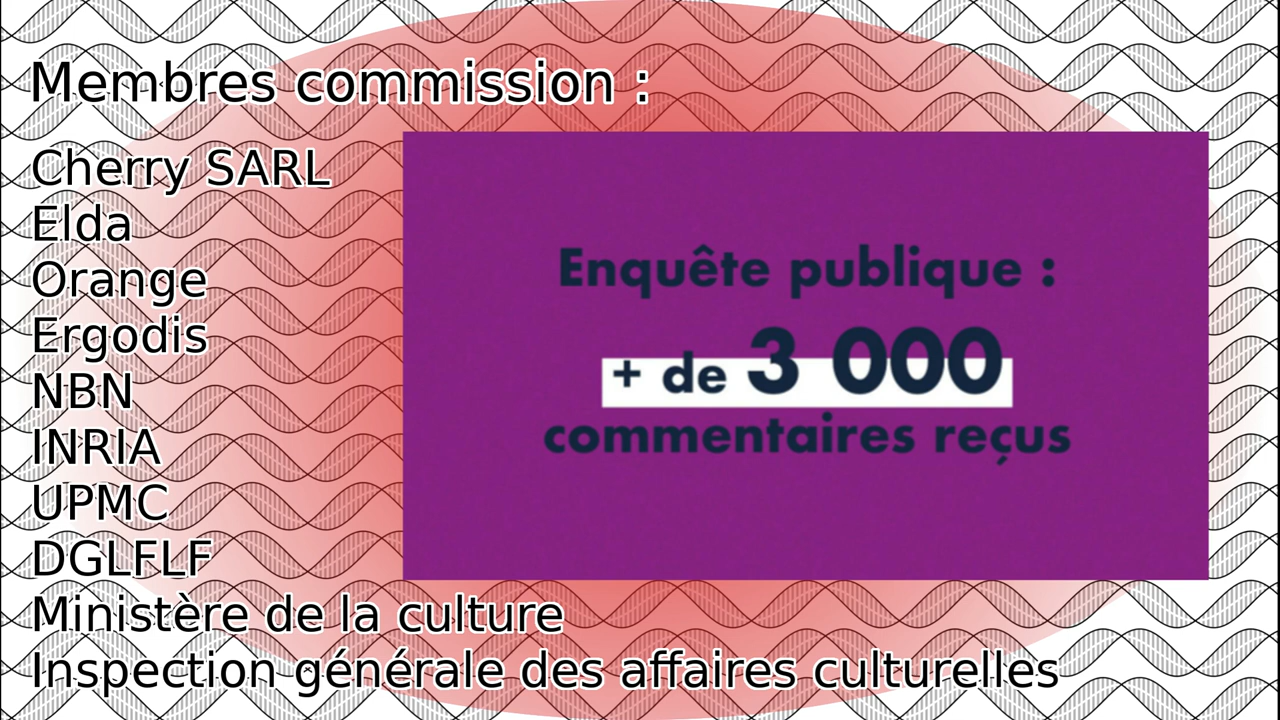 Membres commission :
Cherry SARL
Elda
Orange
Ergodis
NBN
INRIA
UPMC
DGLFLF
Ministère de la culture
Inspection générale des affaires culturelles
Enquête publique :
+ de 3 000
commentaires reçus